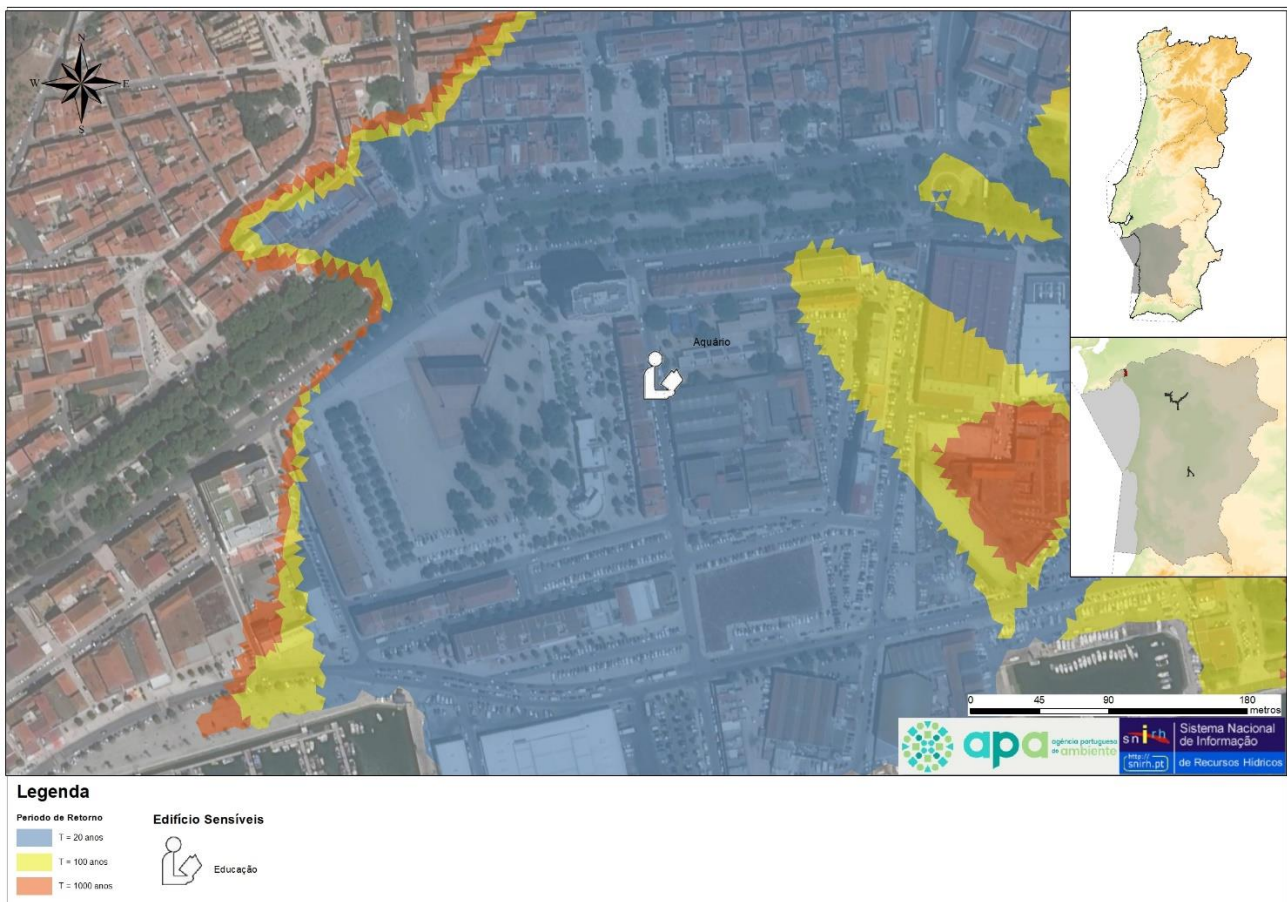 N
W
E
S
Aquário
0 45 90 180
metros
apa
agência portuguesa
do ambiente
snirh
http://
snirh.pt
Sistema Nacional
de Informação
de Recursos Hídricos
Legenda
Período de Retorno
T = 20 anos
T = 100 anos
T = 1000 anos
Edifício Sensíveis
Educação